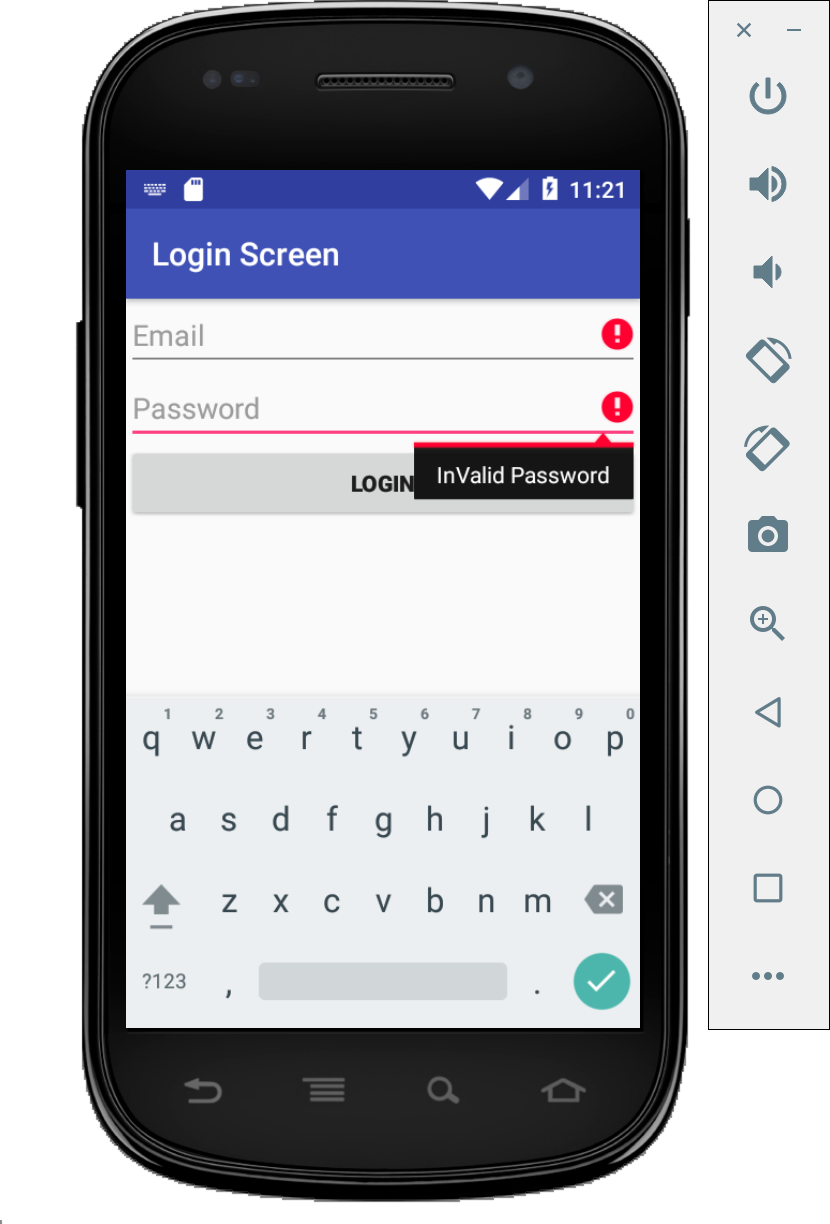 11:21
Login Screen
Email
Password
LOGIN
InValid Password
1 2 3 4 5 6 7 8 9 0
q w e r t y u i o p
a s d f g h j k l
z x c v b n m
?123 , .